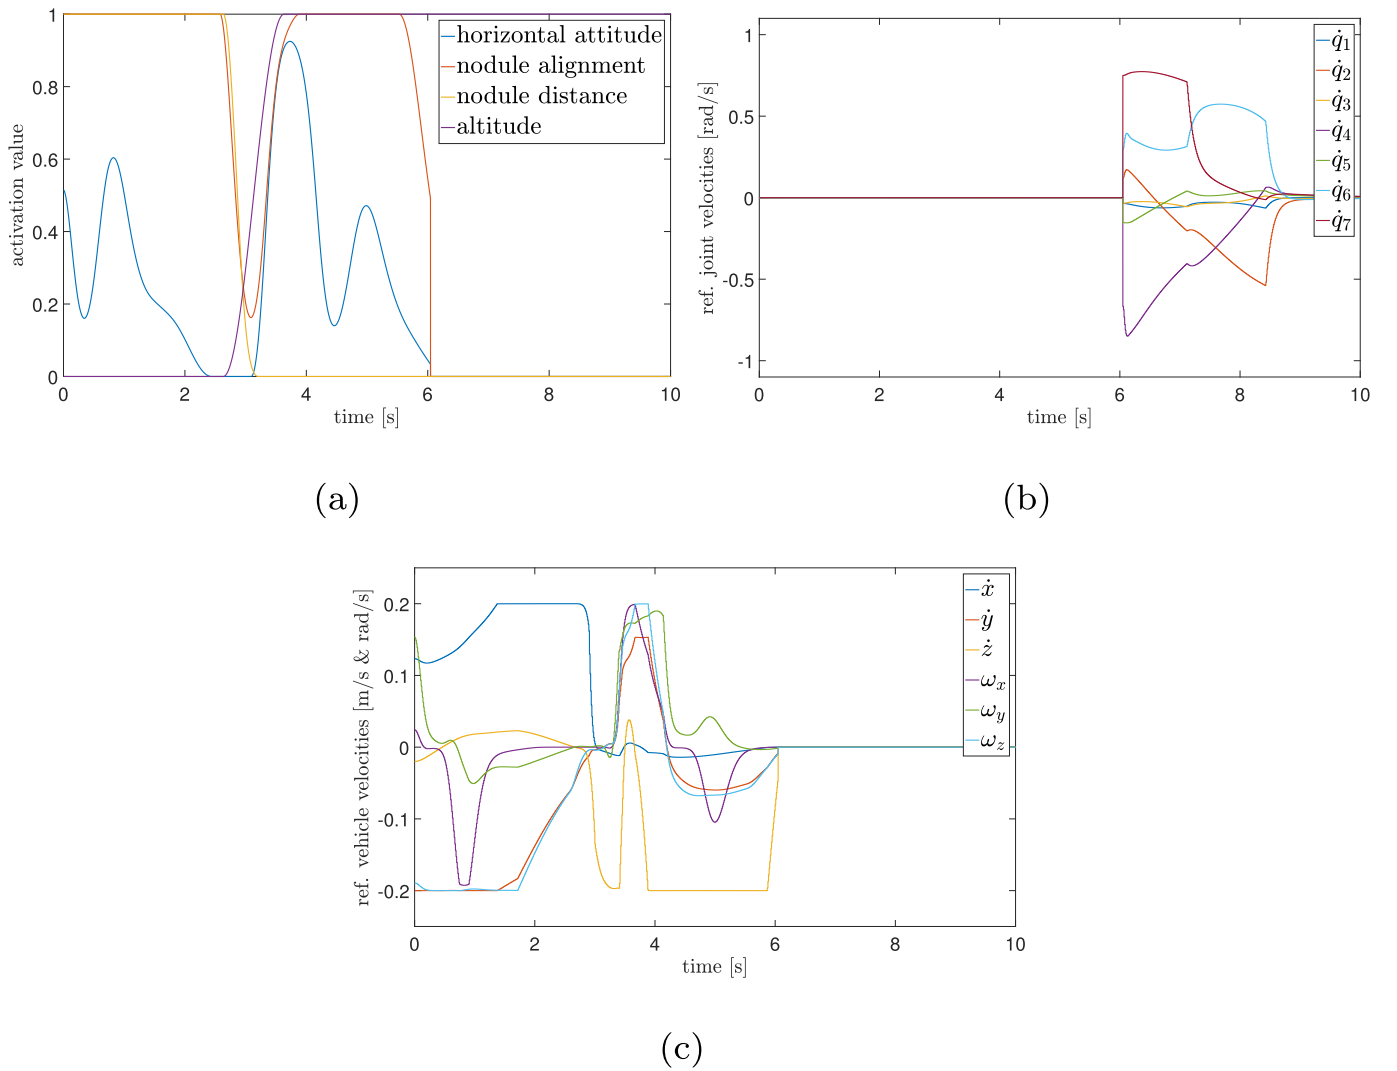 1
0.8
0.6
0.4
0.2
0
activation value
0 2 4 6 8 10
time [s]
horizontal attitude
nodule alignment
nodule distance
altitude
(a)
1
0.5
0
-0.5
-1
ref. joint velocities [rad/s]
0 2 4 6 8 10
time [s]
q̇₁
q̇₂
q̇₃
q̇₄
q̇₅
q̇₆
q̇₇
(b)
0.2
0.1
0
-0.1
-0.2
ref. vehicle velocities [m/s & rad/s]
0 2 4 6 8 10
time [s]
ẋ
ẏ
ż
ωₓ
ω_y
ω_z
(c)